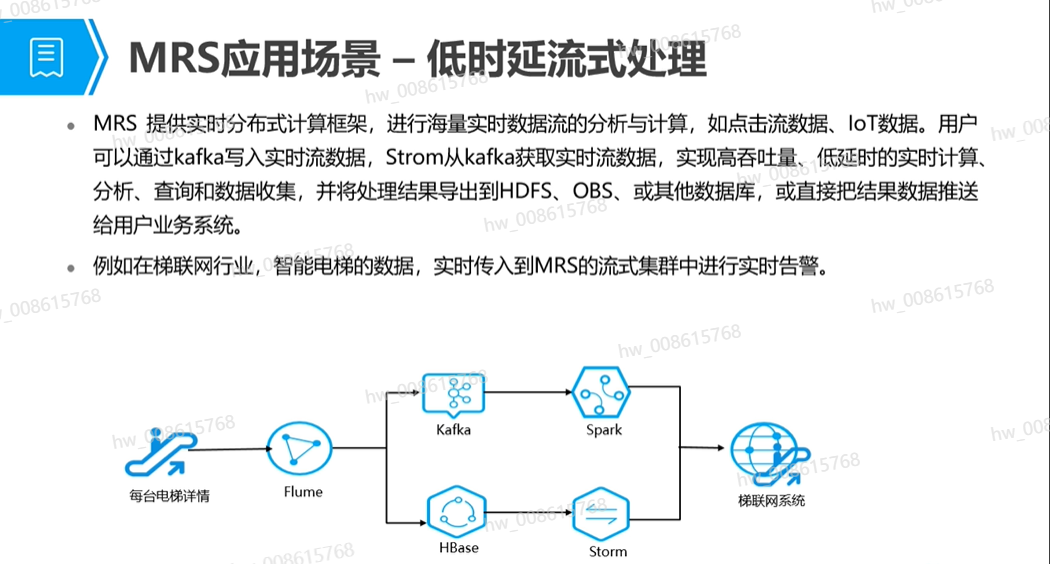 MRS应用场景 – 低时延流式处理
MRS 提供实时分布式计算框架，进行海量实时数据流的分析与计算，如点击流数据、IoT数据。用户
可以通过kafka写入实时流数据，Strom从kafka获取实时流数据，实现高吞吐量、低延时的实时计算、
分析、查询和数据收集，并将处理结果导出到HDFS、OBS、或其他数据库，或直接把结果数据推送
给用户业务系统。
例如在梯联网行业，智能电梯的数据，实时传入到MRS的流式集群中进行实时告警。
Kafka
Spark
每台电梯详情
Flume
梯联网系统
HBase
Storm
hw_008615768
hw_008615768
hw_008615768
hw_008615768
hw_008615768
hw_008615768
hw_008615768
hw_008615768
hw_008615768
hw_008615768
hw_008615768